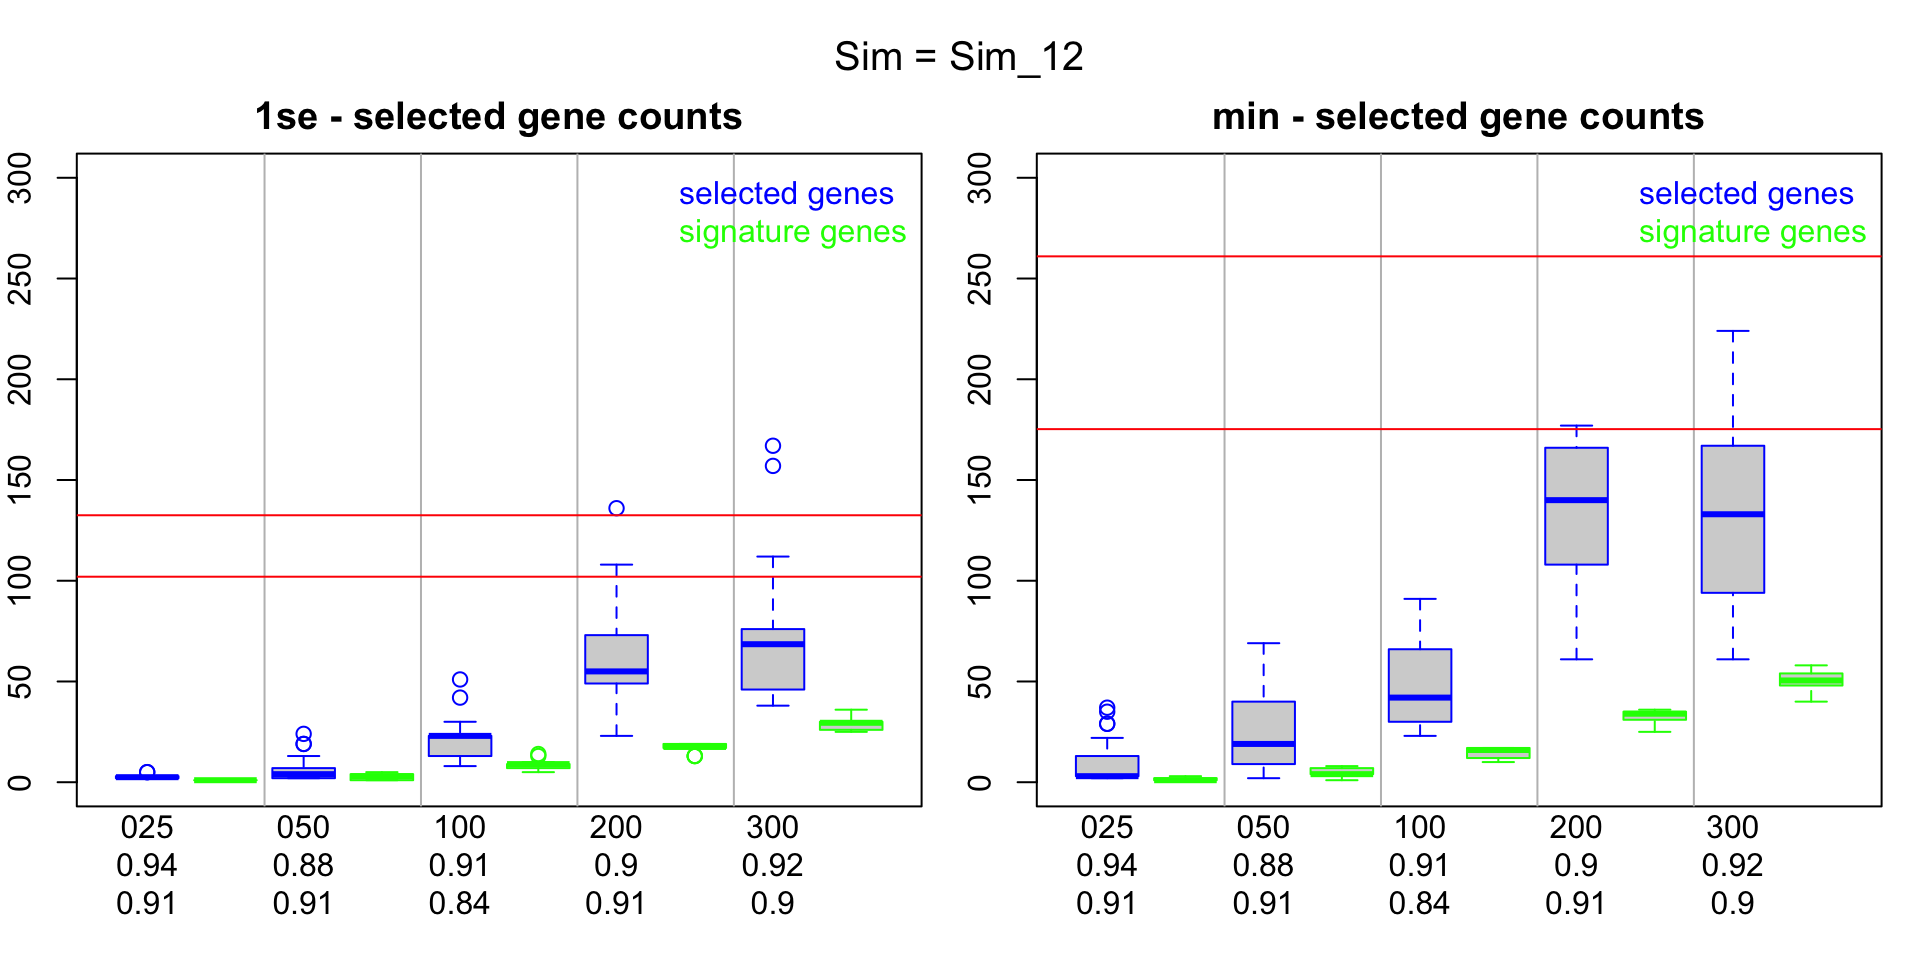 Sim = Sim_12
1se - selected gene counts
300
250
200
150
100
50
0
selected genes
signature genes
025 050 100 200 300
0.94 0.88 0.91 0.9 0.92
0.91 0.91 0.84 0.91 0.9
min - selected gene counts
300
250
200
150
100
50
0
selected genes
signature genes
025 050 100 200 300
0.94 0.88 0.91 0.9 0.92
0.91 0.91 0.84 0.91 0.9